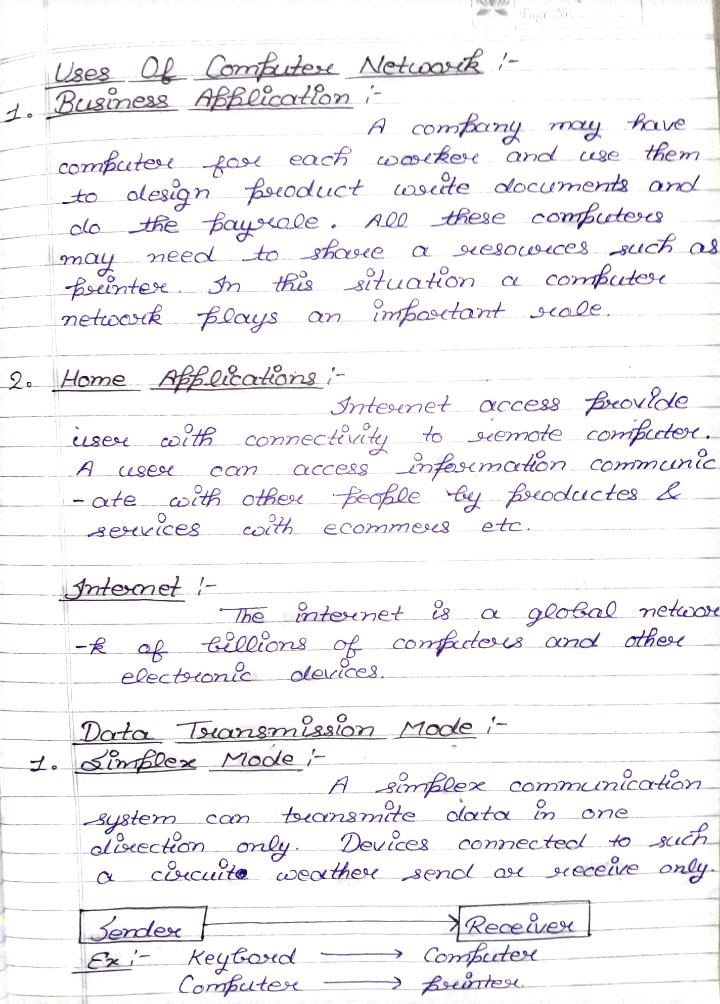 Page No.
Uses Of Computer Network :-
1. Business Application :-
A company may have
computer for each worker and use them
to design product write documents and
do the payrale. All these computers
may need to share a resources such as
printer. In this situation a computer
network plays an important role.
2. Home Applications :-
Internet access provide
user with connectivity to remote computer.
A user can access information communic
-ate with other people by productes &
services with ecommers etc.
Internet :-
The internet is a global networ
-k of billions of computers and other
electronic devices.
Data Transmission Mode :-
1. Simplex Mode :-
A simplex communication
system can transmite data in one
direction only. Devices connected to such
a circuit weather send or receive only.
Sender → Receiver
Ex :- Keyboard → Computer
Computer → printer